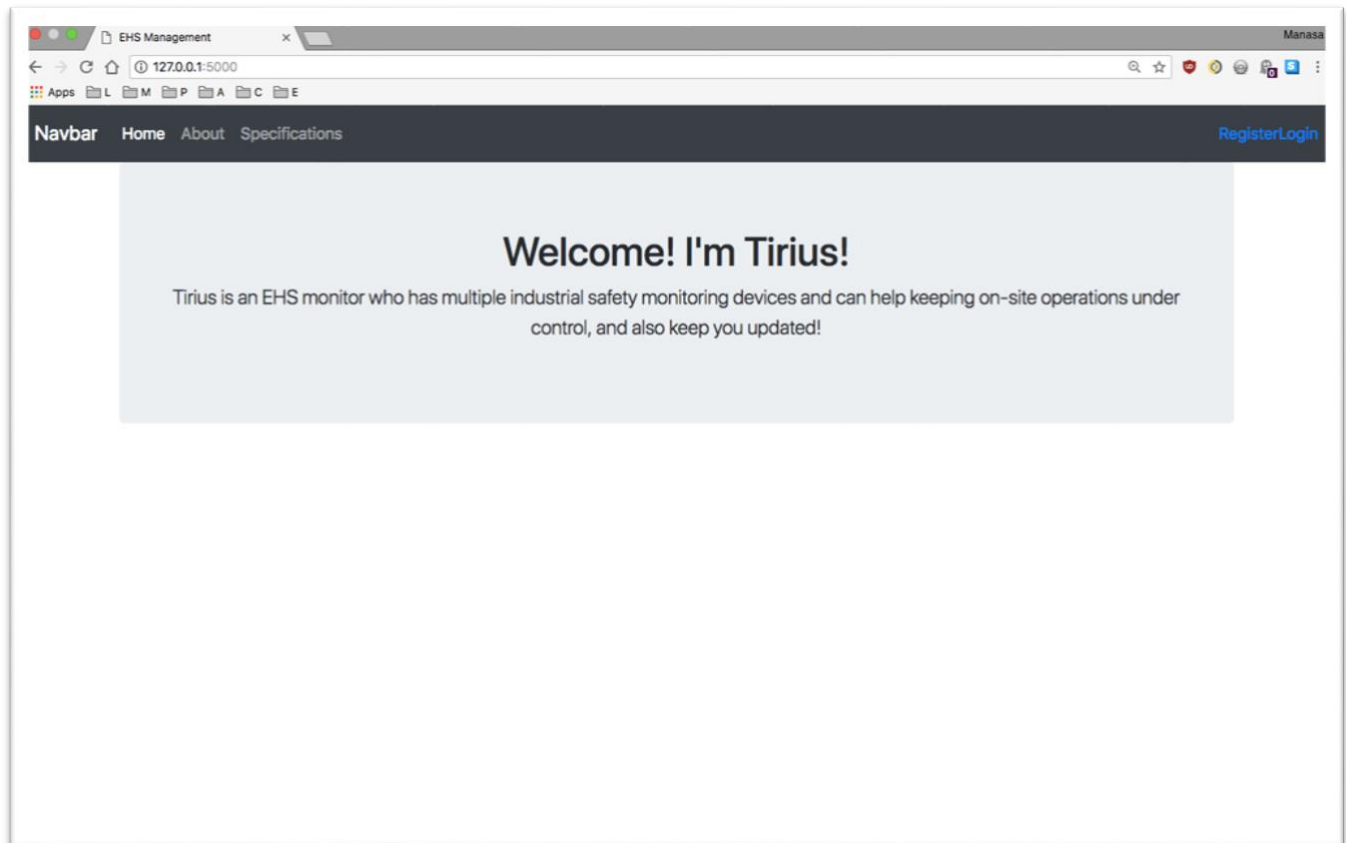 EHS Management
Manasa
127.0.0.1:5000
Apps L M P A C E
Navbar Home About Specifications RegisterLogin
Welcome! I'm Tirius!
Tirius is an EHS monitor who has multiple industrial safety monitoring devices and can help keeping on-site operations under
control, and also keep you updated!